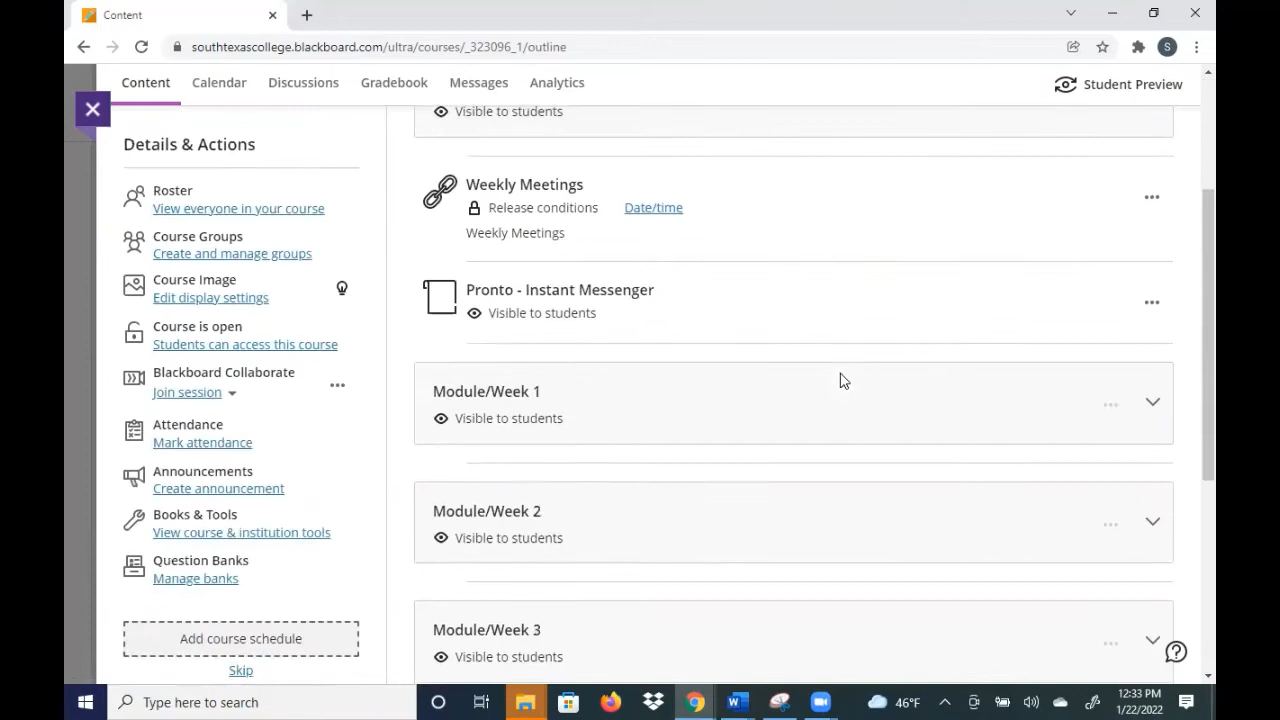 Content
southtexascollege.blackboard.com/ultra/courses/_323096_1/outline
S
Content Calendar Discussions Gradebook Messages Analytics
Student Preview
Details & Actions
Roster
View everyone in your course
Course Groups
Create and manage groups
Course Image
Edit display settings
Course is open
Students can access this course
Blackboard Collaborate
Join session
Attendance
Mark attendance
Announcements
Create announcement
Books & Tools
View course & institution tools
Question Banks
Manage banks
Add course schedule
Skip
Visible to students
Weekly Meetings
Release conditions Date/time
Weekly Meetings
Pronto - Instant Messenger
Visible to students
Module/Week 1
Visible to students
Module/Week 2
Visible to students
Module/Week 3
Visible to students
Type here to search
46°F
12:33 PM
1/22/2022